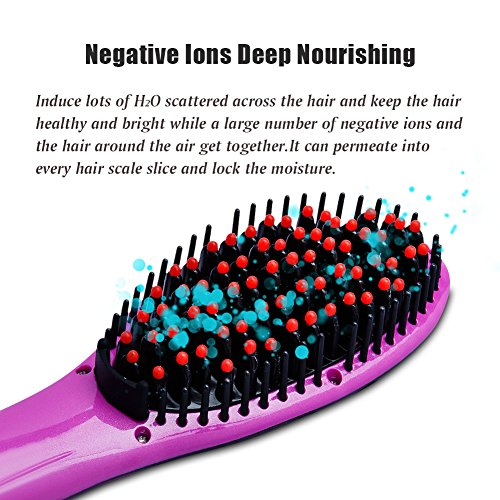 Negative Ions Deep Nourishing
Induce lots of H₂O scattered across the hair and keep the hair
healthy and bright while a large number of negative ions and
the hair around the air get together.It can permeate into
every hair scale slice and lock the moisture.